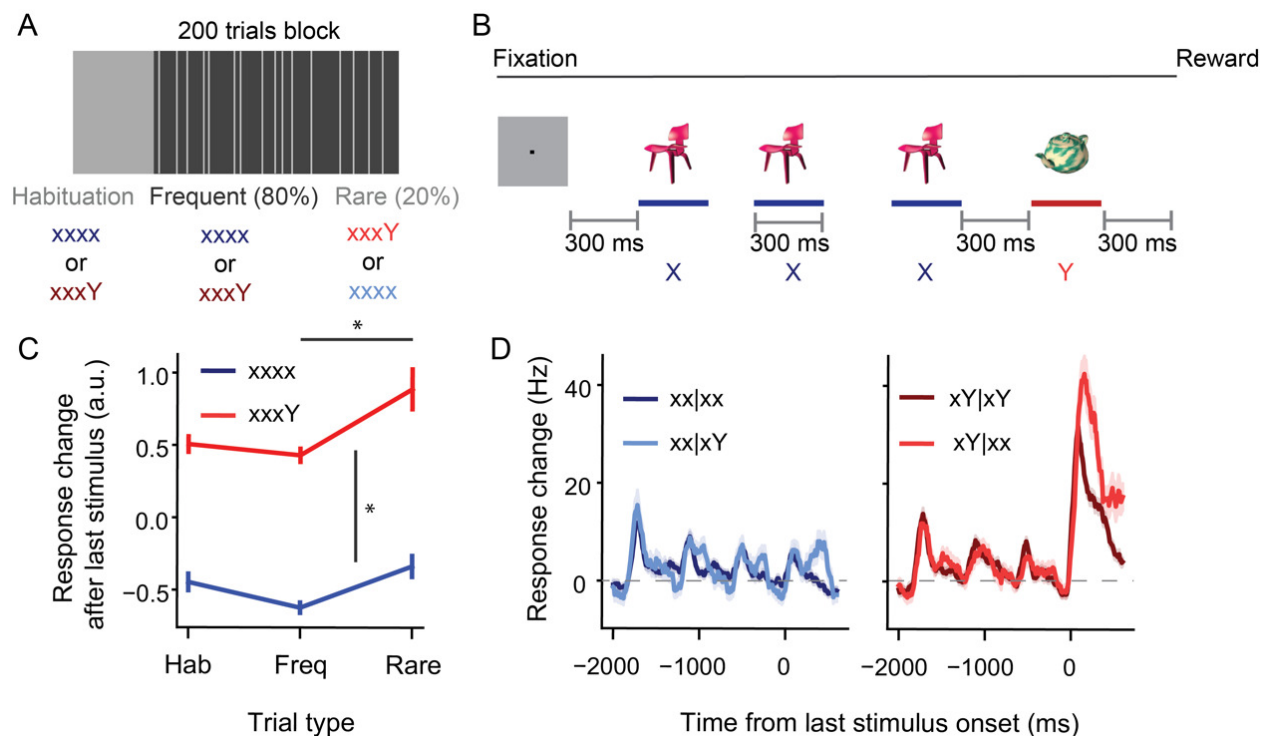 A
200 trials block
Habituation Frequent (80%) Rare (20%)
xxxx xxxx xxxY
or or or
xxxY xxxY xxxx
B
Fixation Reward
300 ms 300 ms 300 ms 300 ms
X X X Y
C
Response change
after last stimulus (a.u.)
1.0
0.5
0.0
−0.5
xxxx
xxxY
*
*
Hab Freq Rare
Trial type
D
Response change (Hz)
40
20
0
xx|xx
xx|xY
xY|xY
xY|xx
−2000 −1000 0 −2000 −1000 0
Time from last stimulus onset (ms)